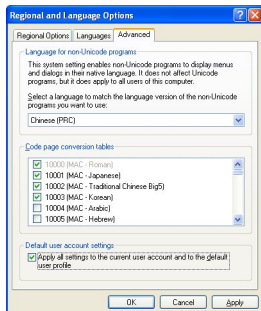 Regional and Language Options
Regional Options
Languages
Advanced
Language for non-Unicode programs
This system setting enables non-Unicode programs to display menus
and dialogs in their native language. It does not affect Unicode
programs, but it does apply to all users of this computer.
Select a language to match the language version of the non-Unicode
programs you want to use:
Chinese (PRC)
Code page conversion tables
10000 (MAC - Roman)
10001 (MAC - Japanese)
10002 (MAC - Traditional Chinese Big5)
10003 (MAC - Korean)
10004 (MAC - Arabic)
10005 (MAC - Hebrew)
Default user account settings
Apply all settings to the current user account and to the default
user profile
OK
Cancel
Apply